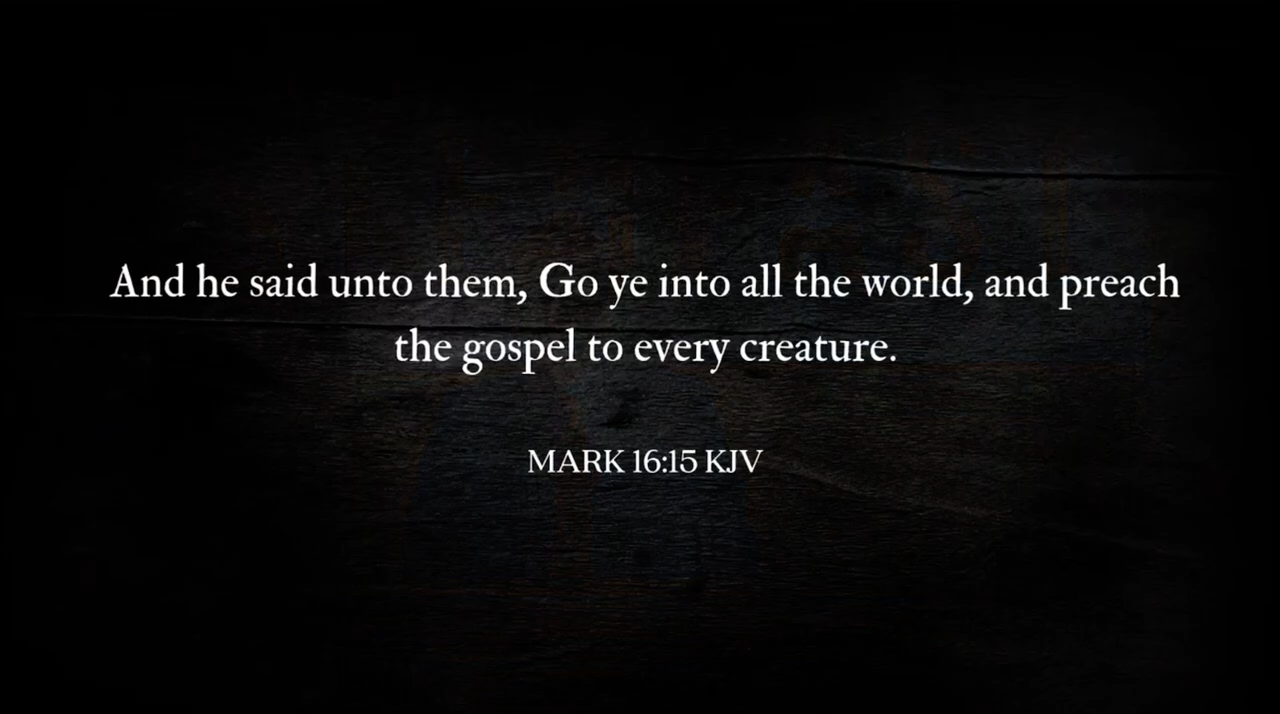 And he said unto them, Go ye into all the world, and preach
the gospel to every creature.
MARK 16:15 KJV